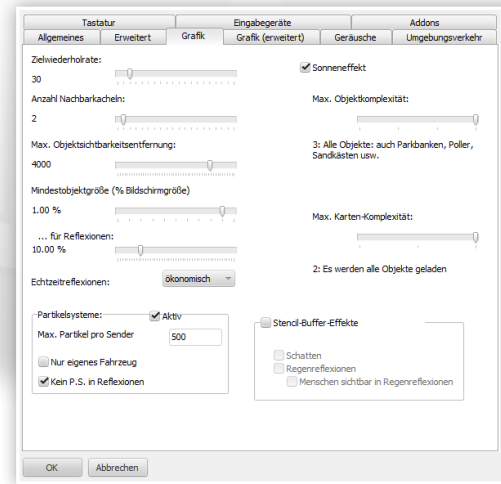 Tastatur Eingabegeräte Addons
Allgemeines Erweitert Grafik Grafik (erweitert) Geräusche Umgebungsverkehr
Zielwiederholrate:
30
Sonneneffekt
Anzahl Nachbarkacheln:
2
Max. Objektkomplexität:
3: Alle Objekte: auch Parkbanken, Poller,
Sandkästen usw.
Max. Objektsichtbarkeitsentfernung:
4000
Mindestobjektgröße (% Bildschirmgröße)
1.00 %
Max. Karten-Komplexität:
2: Es werden alle Objekte geladen
... für Reflexionen:
10.00 %
Echtzeitreflexionen: ökonomisch
Partikelsysteme: Aktiv
Max. Partikel pro Sender 500
Nur eigenes Fahrzeug
Kein P.S. in Reflexionen
Stencil-Buffer-Effekte
Schatten
Regenreflexionen
Menschen sichtbar in Regenreflexionen
OK Abbrechen